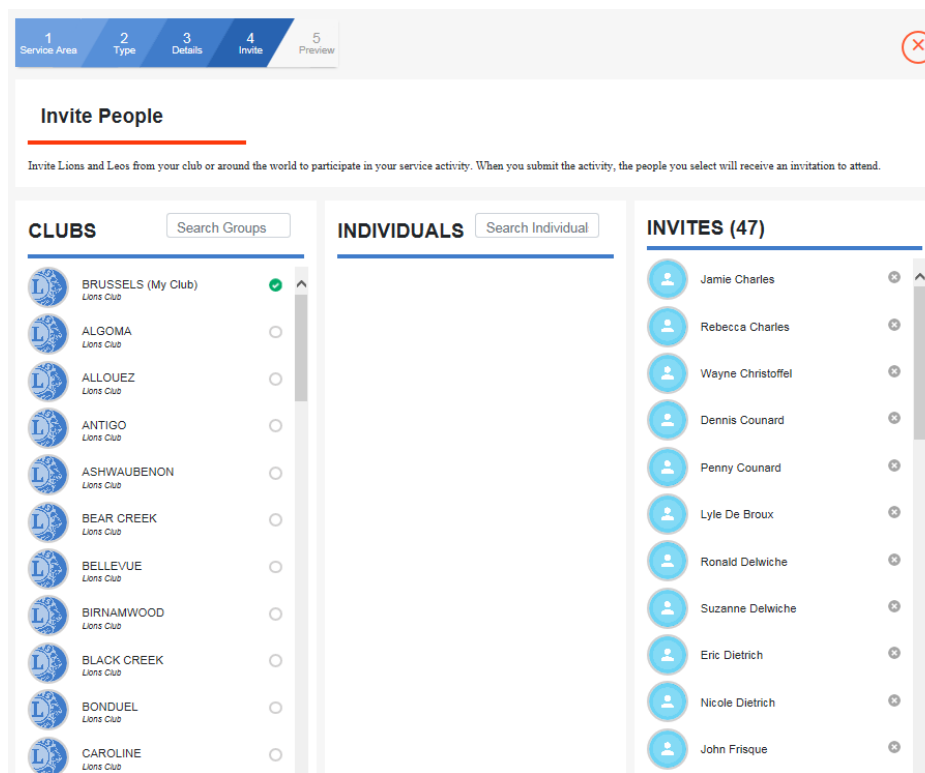 1 2 3 4 5
Service Area Type Details Invite Preview
Invite People
Invite Lions and Leos from your club or around the world to participate in your service activity. When you submit the activity, the people you select will receive an invitation to attend.
CLUBS
Search Groups
BRUSSELS (My Club)
Lions Club
ALGOMA
Lions Club
ALLOUEZ
Lions Club
ANTIGO
Lions Club
ASHWAUBENON
Lions Club
BEAR CREEK
Lions Club
BELLEVUE
Lions Club
BIRNAMWOOD
Lions Club
BLACK CREEK
Lions Club
BONDUEL
Lions Club
CAROLINE
Lions Club
INDIVIDUALS
Search Individual
INVITES (47)
Jamie Charles
Rebecca Charles
Wayne Christoffel
Dennis Counard
Penny Counard
Lyle De Broux
Ronald Delwiche
Suzanne Delwiche
Eric Dietrich
Nicole Dietrich
John Frisque